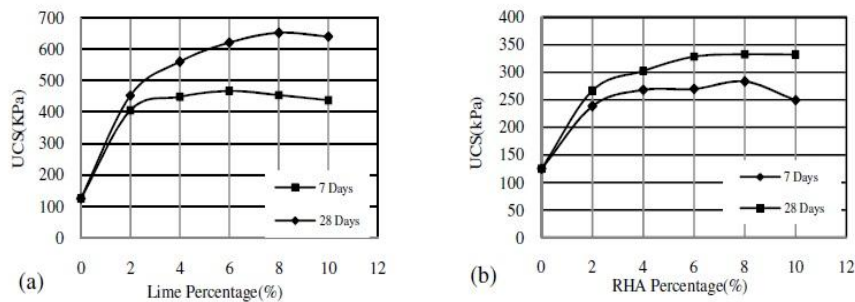 700
600
500
400
300
200
100
0
UCS(KPa)
7 Days
28 Days
0 2 4 6 8 10 12
Lime Percentage(%)
(a)
400
350
300
250
200
150
100
50
0
UCS(kPa)
7 Days
28 Days
0 2 4 6 8 10 12
RHA Percentage(%)
(b)